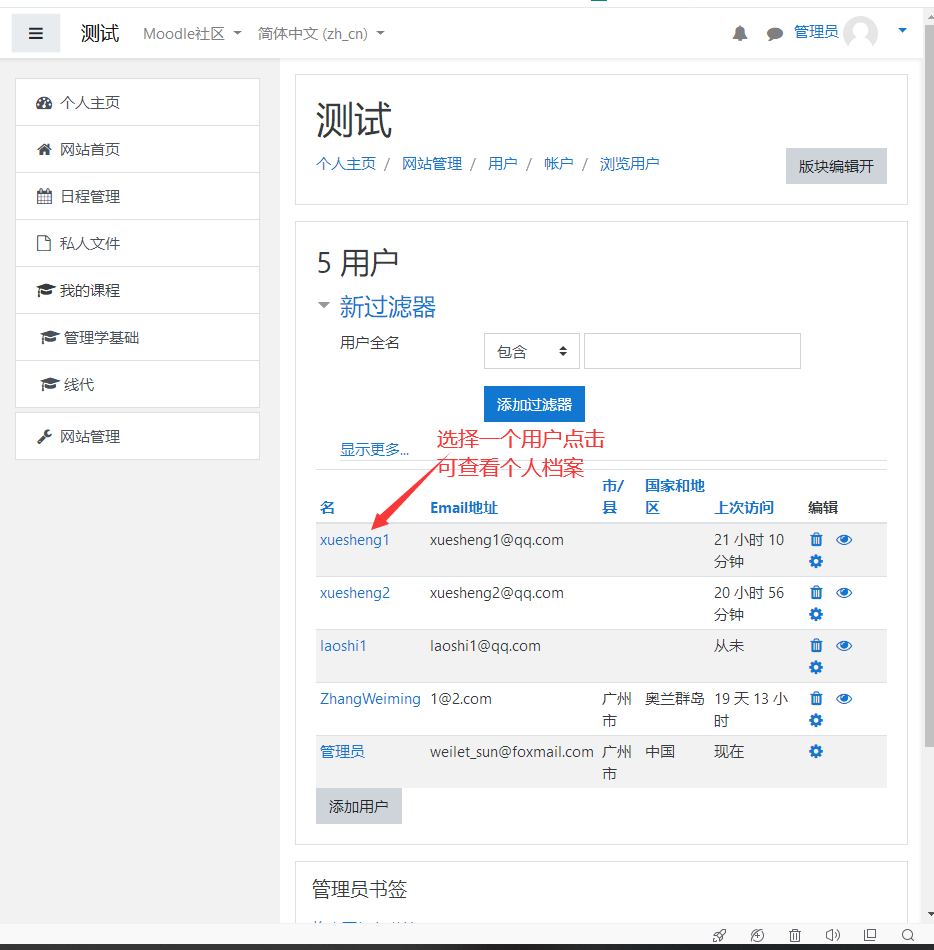 测试 Moodle社区 简体中文 (zh_cn) 管理员
个人主页
网站首页
日程管理
私人文件
我的课程
管理学基础
线代
网站管理
测试
个人主页 / 网站管理 / 用户 / 帐户 / 浏览用户
版块编辑开
5 用户
新过滤器
用户全名 包含
添加过滤器
显示更多...
选择一个用户点击
可查看个人档案
名 Email地址 市/县 国家和地区 上次访问 编辑
xuesheng1 xuesheng1@qq.com 21 小时 10 分钟
xuesheng2 xuesheng2@qq.com 20 小时 56 分钟
laoshi1 laoshi1@qq.com 从未
ZhangWeiming 1@2.com 广州市 奥兰群岛 19 天 13 小时
管理员 weilet_sun@foxmail.com 广州市 中国 现在
添加用户
管理员书签